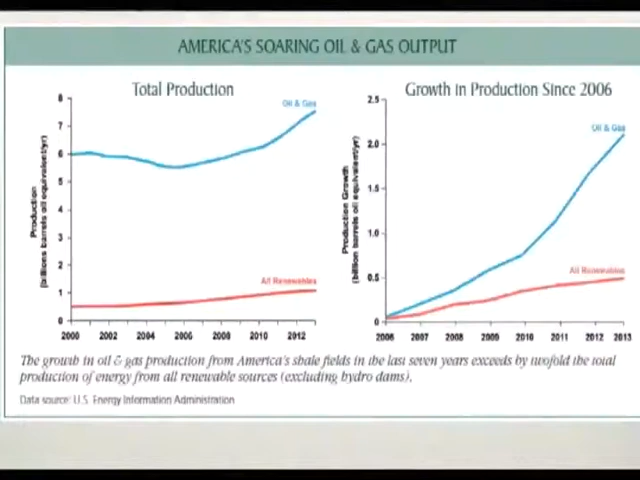 AMERICA'S SOARING OIL & GAS OUTPUT
Total Production
Growth in Production Since 2006
8
7
6
5
4
3
2
1
0
Production
(billions barrels oil equivalent/yr)
Oil & Gas
All Renewables
2000 2002 2004 2006 2008 2010 2012
2.5
2.0
1.5
1.0
0.5
0
Production Growth
(billion barrels oil equivalent/yr)
Oil & Gas
All Renewables
2006 2007 2008 2009 2010 2011 2012 2013
The growth in oil & gas production from America's shale fields in the last seven years exceeds by twofold the total
production of energy from all renewable sources (excluding hydro dams).
Data source: U.S. Energy Information Administration